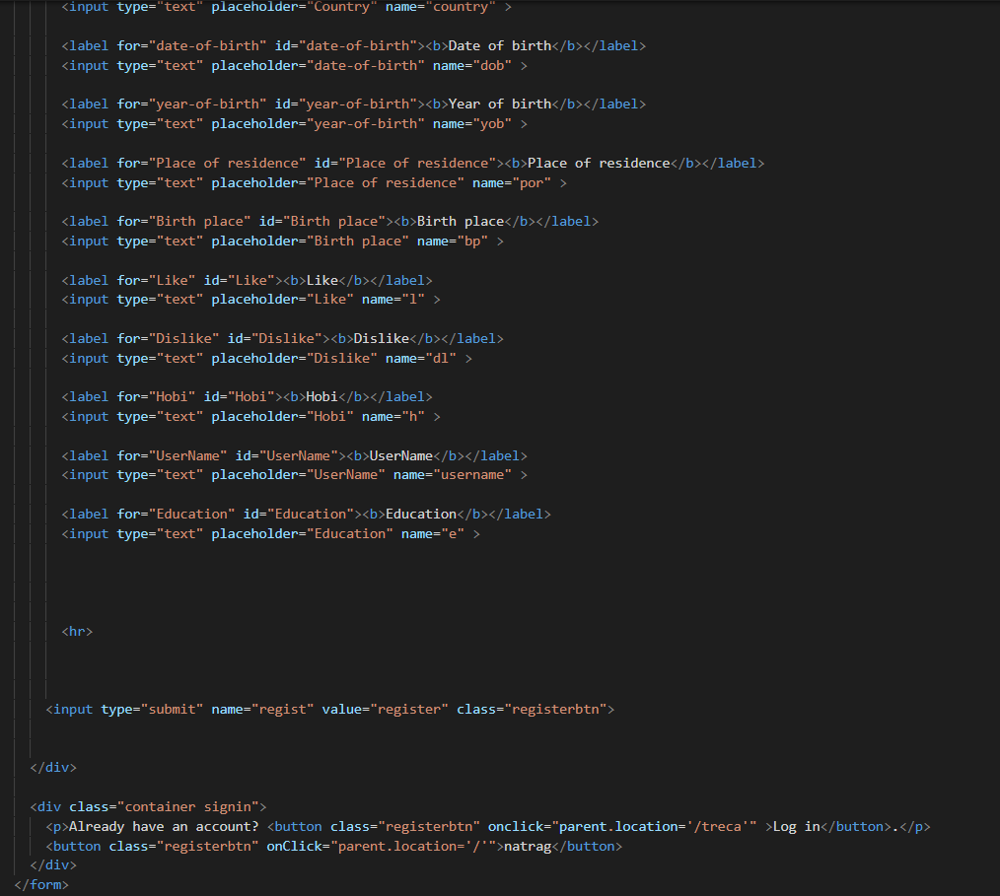 <input type="text" placeholder="Country" name="country" >
<label for="date-of-birth" id="date-of-birth"><b>Date of birth</b></label>
<input type="text" placeholder="date-of-birth" name="dob" >
<label for="year-of-birth" id="year-of-birth"><b>Year of birth</b></label>
<input type="text" placeholder="year-of-birth" name="yob" >
<label for="Place of residence" id="Place of residence"><b>Place of residence</b></label>
<input type="text" placeholder="Place of residence" name="por" >
<label for="Birth place" id="Birth place"><b>Birth place</b></label>
<input type="text" placeholder="Birth place" name="bp" >
<label for="Like" id="Like"><b>Like</b></label>
<input type="text" placeholder="Like" name="l" >
<label for="Dislike" id="Dislike"><b>Dislike</b></label>
<input type="text" placeholder="Dislike" name="dl" >
<label for="Hobi" id="Hobi"><b>Hobi</b></label>
<input type="text" placeholder="Hobi" name="h" >
<label for="UserName" id="UserName"><b>UserName</b></label>
<input type="text" placeholder="UserName" name="username" >
<label for="Education" id="Education"><b>Education</b></label>
<input type="text" placeholder="Education" name="e" >
<hr>
<input type="submit" name="regist" value="register" class="registerbtn">
</div>
<div class="container signin">
<p>Already have an account? <button class="registerbtn" onclick="parent.location='/treca'" >Log in</button>.</p>
<button class="registerbtn" onClick="parent.location='/'">natrag</button>
</div>
</form>